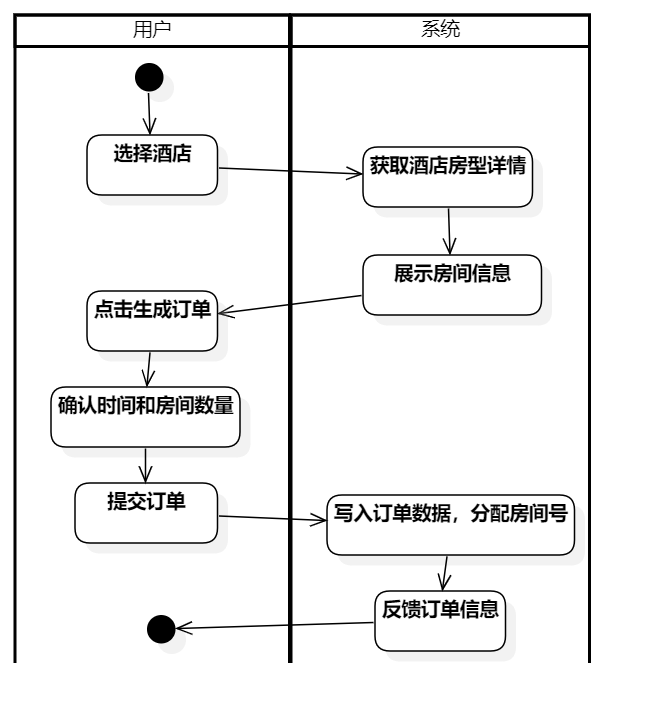 用户
系统
选择酒店
获取酒店房型详情
展示房间信息
点击生成订单
确认时间和房间数量
提交订单
写入订单数据，分配房间号
反馈订单信息